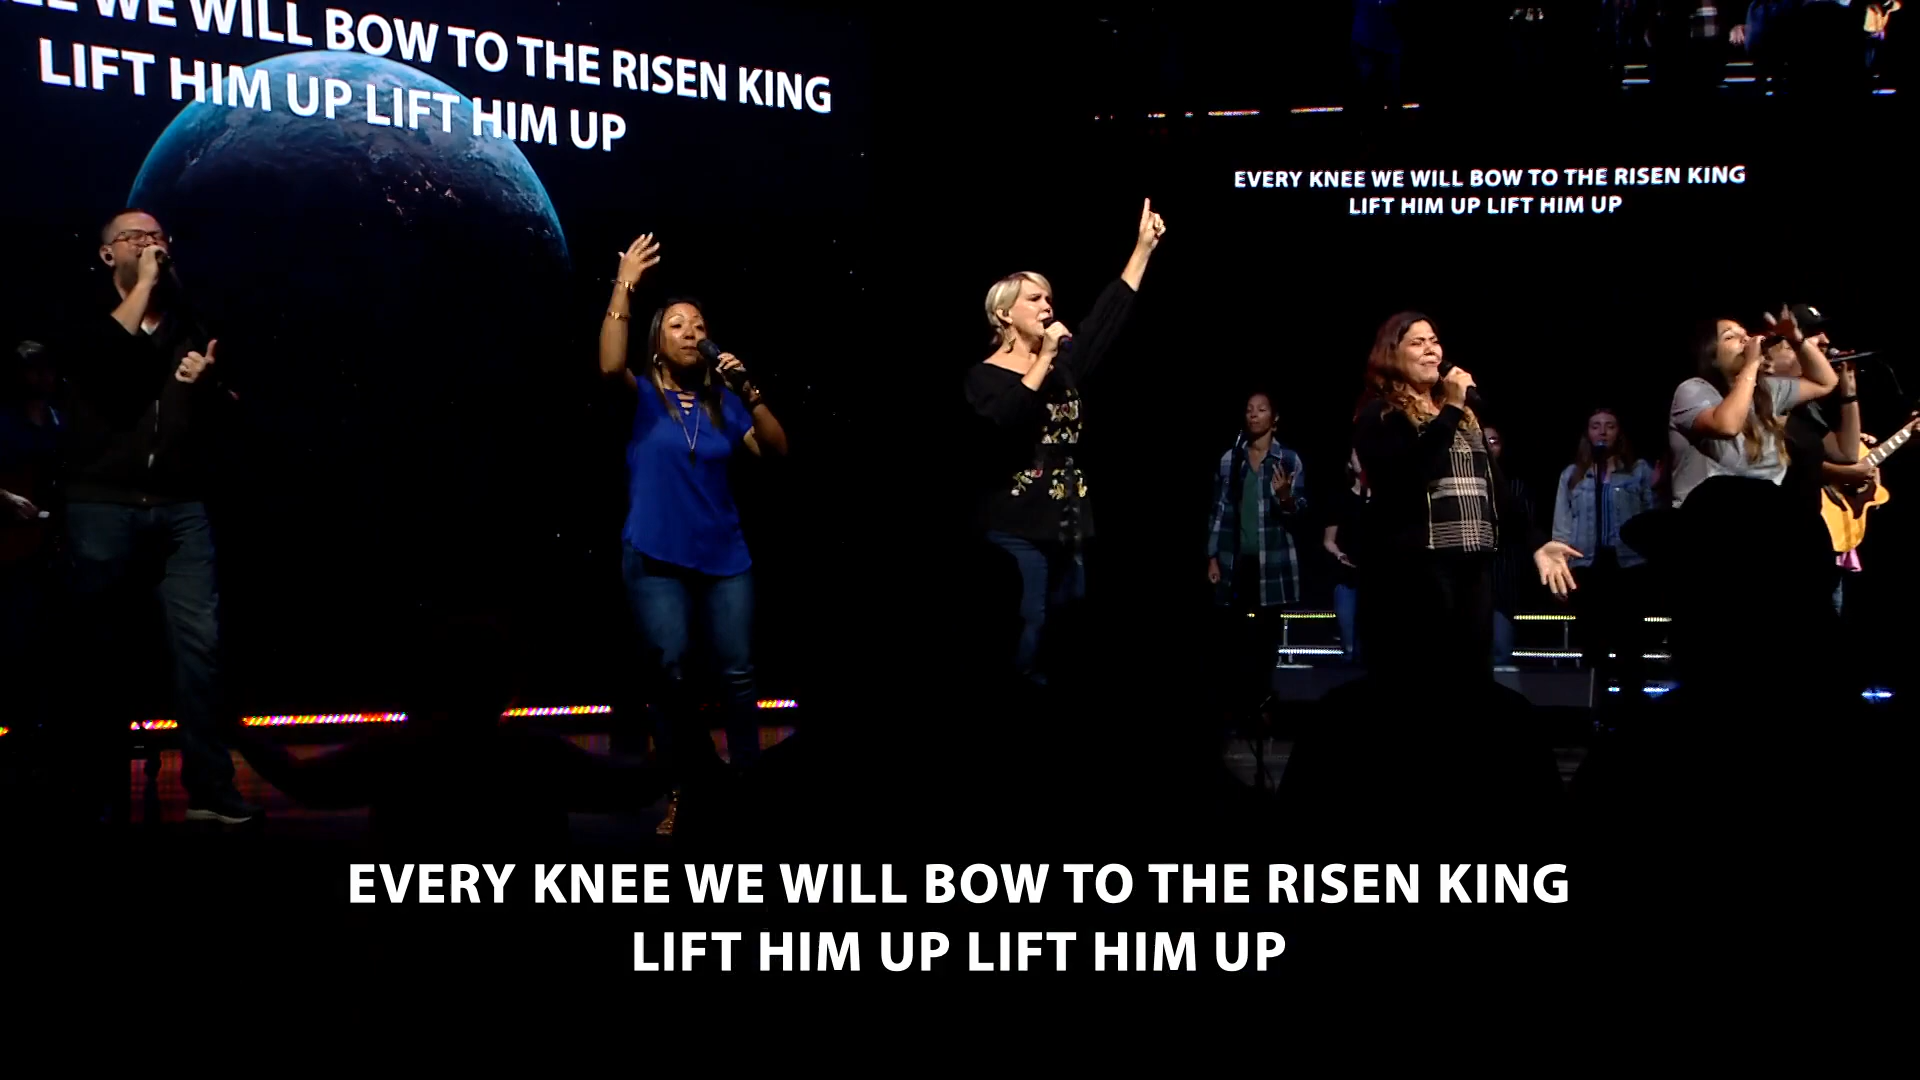 EE WE WILL BOW TO THE RISEN KING
LIFT HIM UP LIFT HIM UP
EVERY KNEE WE WILL BOW TO THE RISEN KING
LIFT HIM UP LIFT HIM UP
EVERY KNEE WE WILL BOW TO THE RISEN KING
LIFT HIM UP LIFT HIM UP